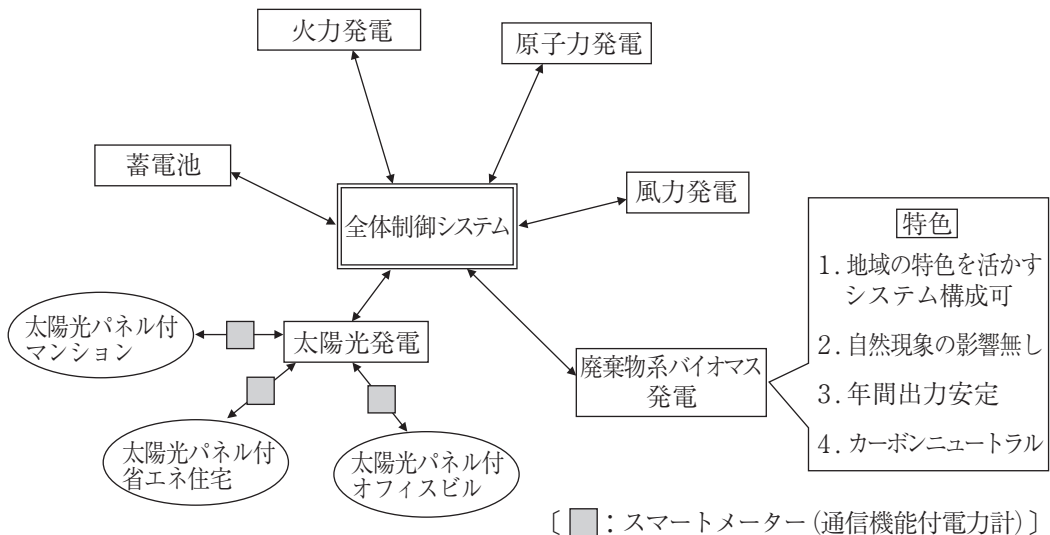 火力発電
原子力発電
蓄電池
風力発電
全体制御システム
特色
1. 地域の特色を活かす
システム構成可
2. 自然現象の影響無し
3. 年間出力安定
4. カーボンニュートラル
太陽光パネル付
マンション
太陽光発電
廃棄物系バイオマス
発電
太陽光パネル付
省エネ住宅
太陽光パネル付
オフィスビル
〔 ■:スマートメーター(通信機能付電力計)〕